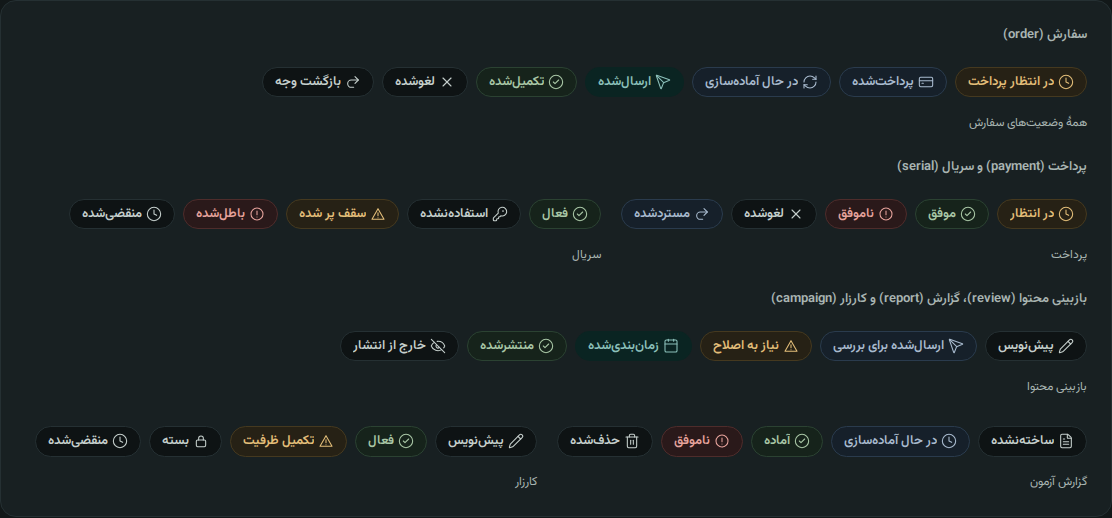 سفارش (order)
در انتظار پرداخت پرداخت‌شده در حال آماده‌سازی ارسال‌شده تکمیل‌شده لغوشده بازگشت وجه
همهٔ وضعیت‌های سفارش
پرداخت (payment) و سریال (serial)
در انتظار موفق ناموفق لغوشده مستردشده فعال استفاده‌نشده سقف پر شده باطل‌شده منقضی‌شده
پرداخت سریال
بازبینی محتوا (review)، گزارش (report) و کارزار (campaign)
پیش‌نویس ارسال‌شده برای بررسی نیاز به اصلاح زمان‌بندی‌شده منتشرشده خارج از انتشار
بازبینی محتوا
ساخته‌نشده در حال آماده‌سازی آماده ناموفق حذف‌شده پیش‌نویس فعال تکمیل ظرفیت بسته منقضی‌شده
گزارش آزمون کارزار